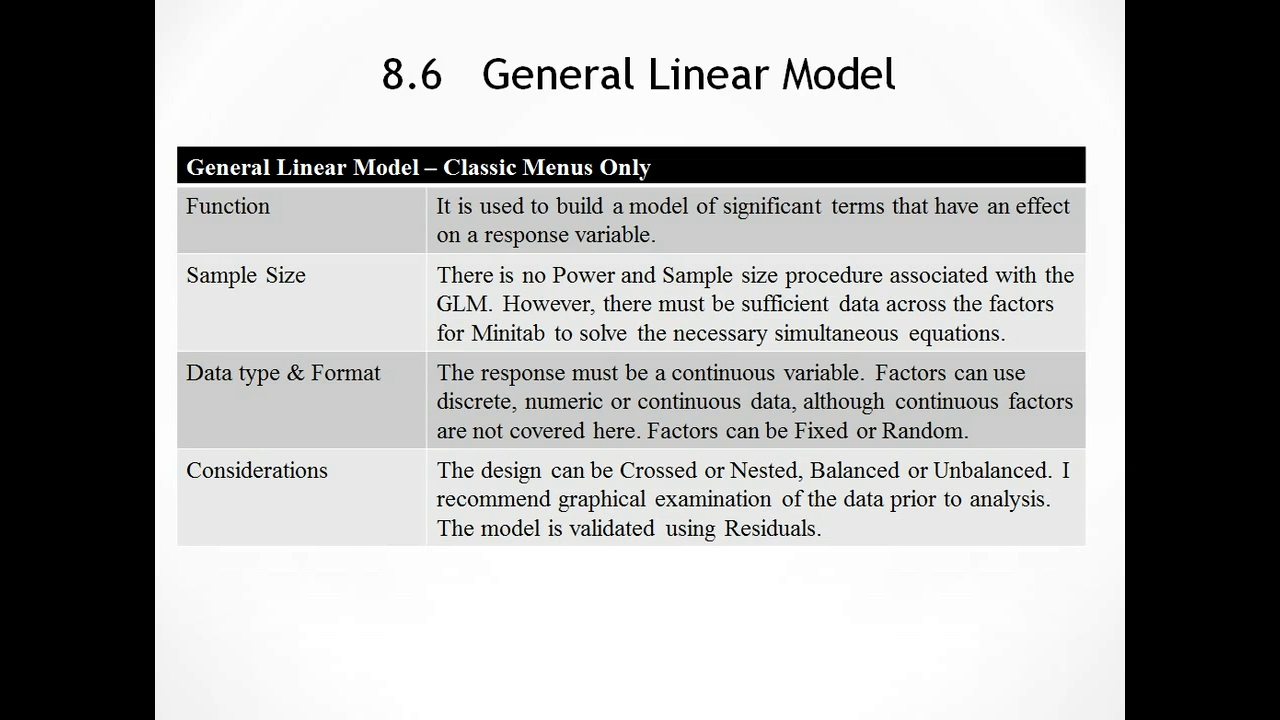 8.6 General Linear Model
General Linear Model – Classic Menus Only
Function
It is used to build a model of significant terms that have an effect
on a response variable.
Sample Size
There is no Power and Sample size procedure associated with the
GLM. However, there must be sufficient data across the factors
for Minitab to solve the necessary simultaneous equations.
Data type & Format
The response must be a continuous variable. Factors can use
discrete, numeric or continuous data, although continuous factors
are not covered here. Factors can be Fixed or Random.
Considerations
The design can be Crossed or Nested, Balanced or Unbalanced. I
recommend graphical examination of the data prior to analysis.
The model is validated using Residuals.